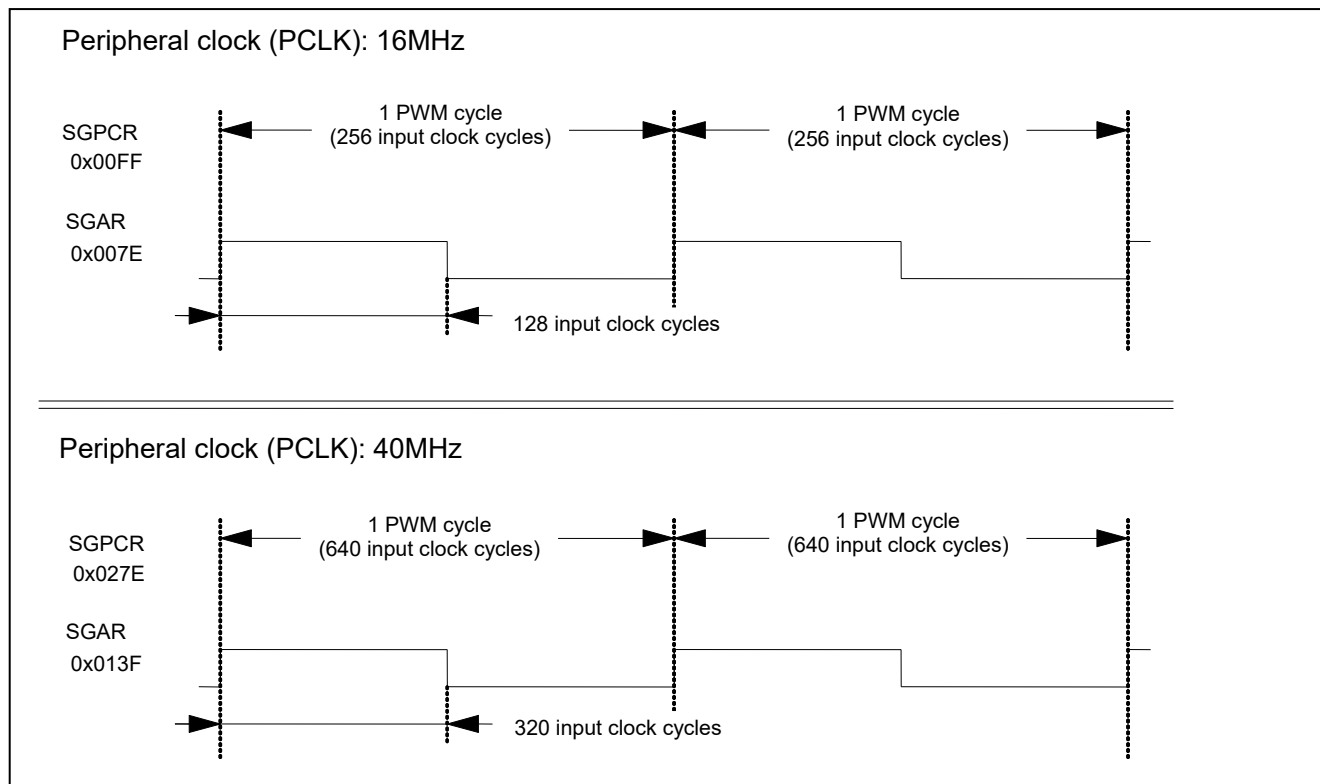 Peripheral clock (PCLK): 16MHz
1 PWM cycle
(256 input clock cycles)
1 PWM cycle
(256 input clock cycles)
SGPCR
0x00FF
SGAR
0x007E
128 input clock cycles
Peripheral clock (PCLK): 40MHz
1 PWM cycle
(640 input clock cycles)
1 PWM cycle
(640 input clock cycles)
SGPCR
0x027E
SGAR
0x013F
320 input clock cycles